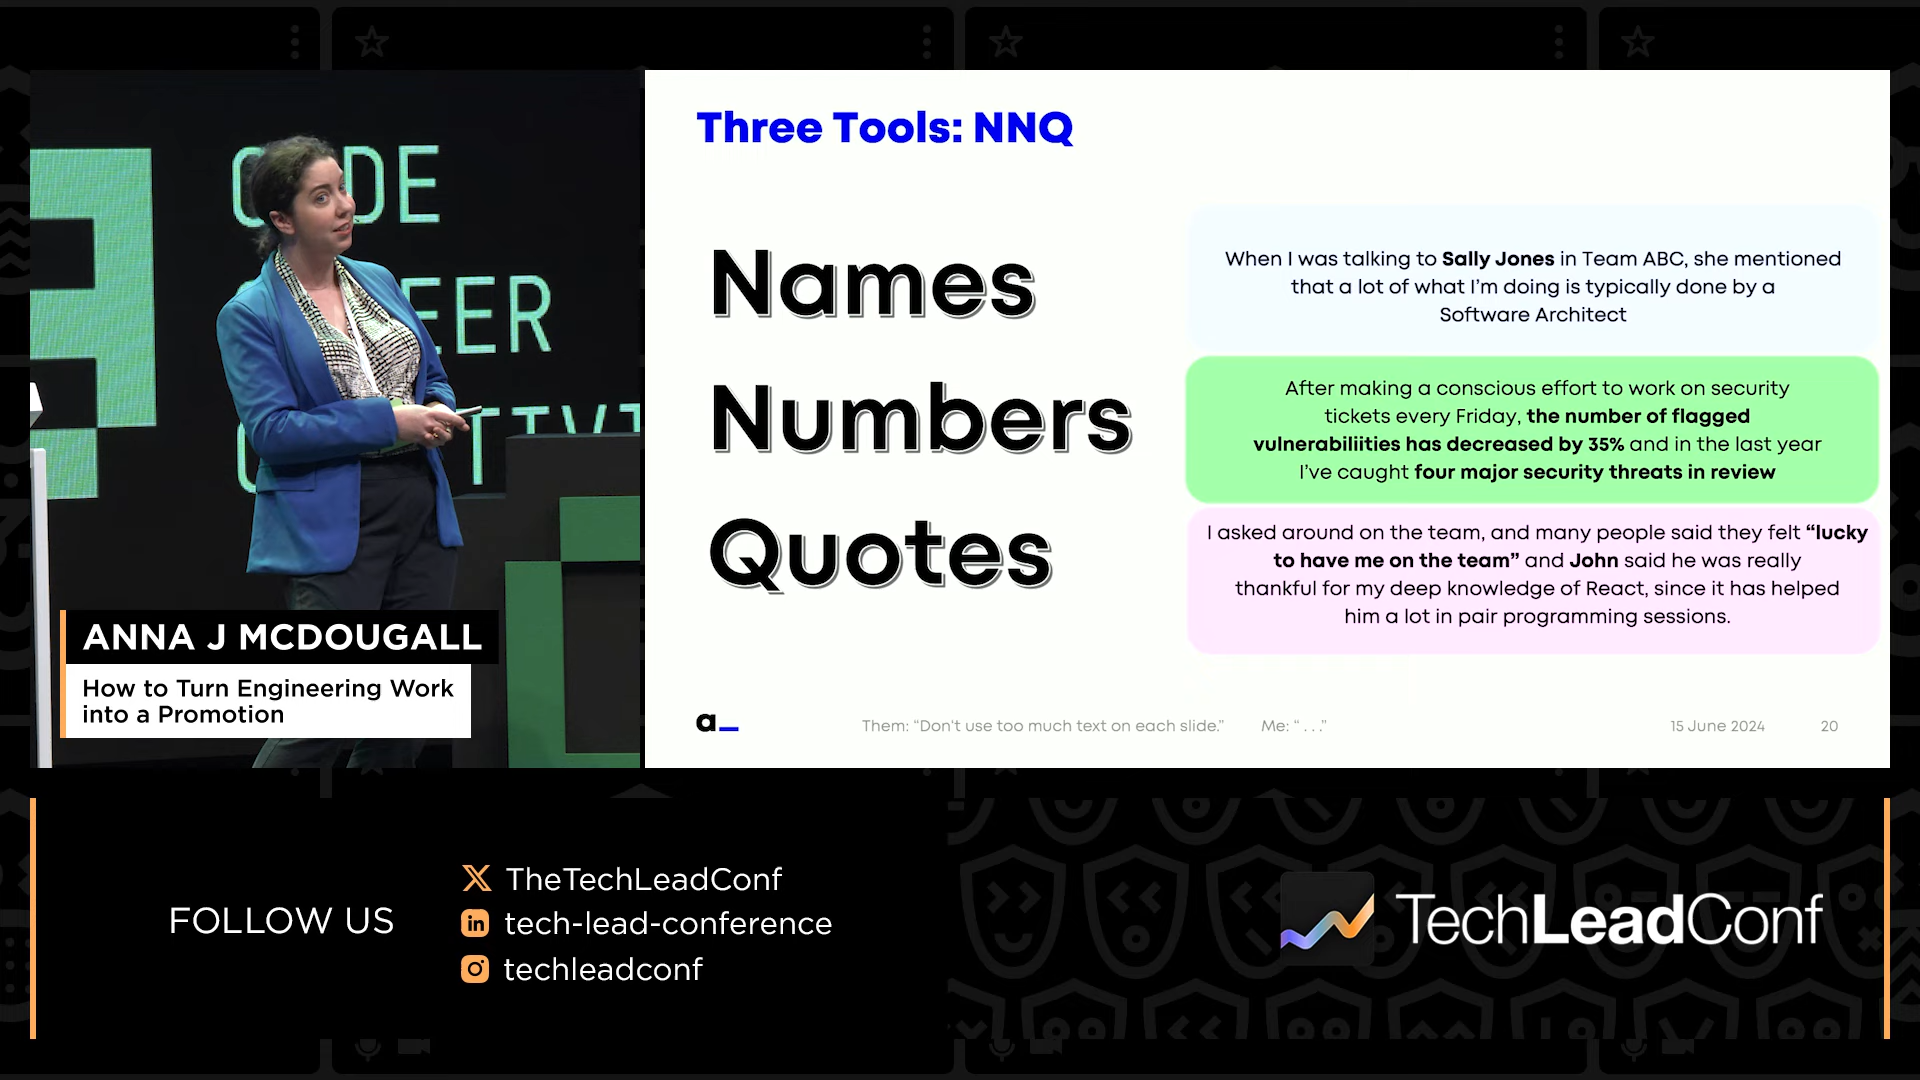 CODE
CAREER
Three Tools: NNQ
Names
When I was talking to Sally Jones in Team ABC, she mentioned
that a lot of what I'm doing is typically done by a
Software Architect
Numbers
After making a conscious effort to work on security
tickets every Friday, the number of flagged
vulnerabiliities has decreased by 35% and in the last year
I've caught four major security threats in review
Quotes
I asked around on the team, and many people said they felt “lucky
to have me on the team” and John said he was really
thankful for my deep knowledge of React, since it has helped
him a lot in pair programming sessions.
a_
Them: “Don't use too much text on each slide.” Me: “ . . .”
15 June 2024
20
ANNA J MCDOUGALL
How to Turn Engineering Work
into a Promotion
FOLLOW US
TheTechLeadConf
in tech-lead-conference
techleadconf
TechLeadConf